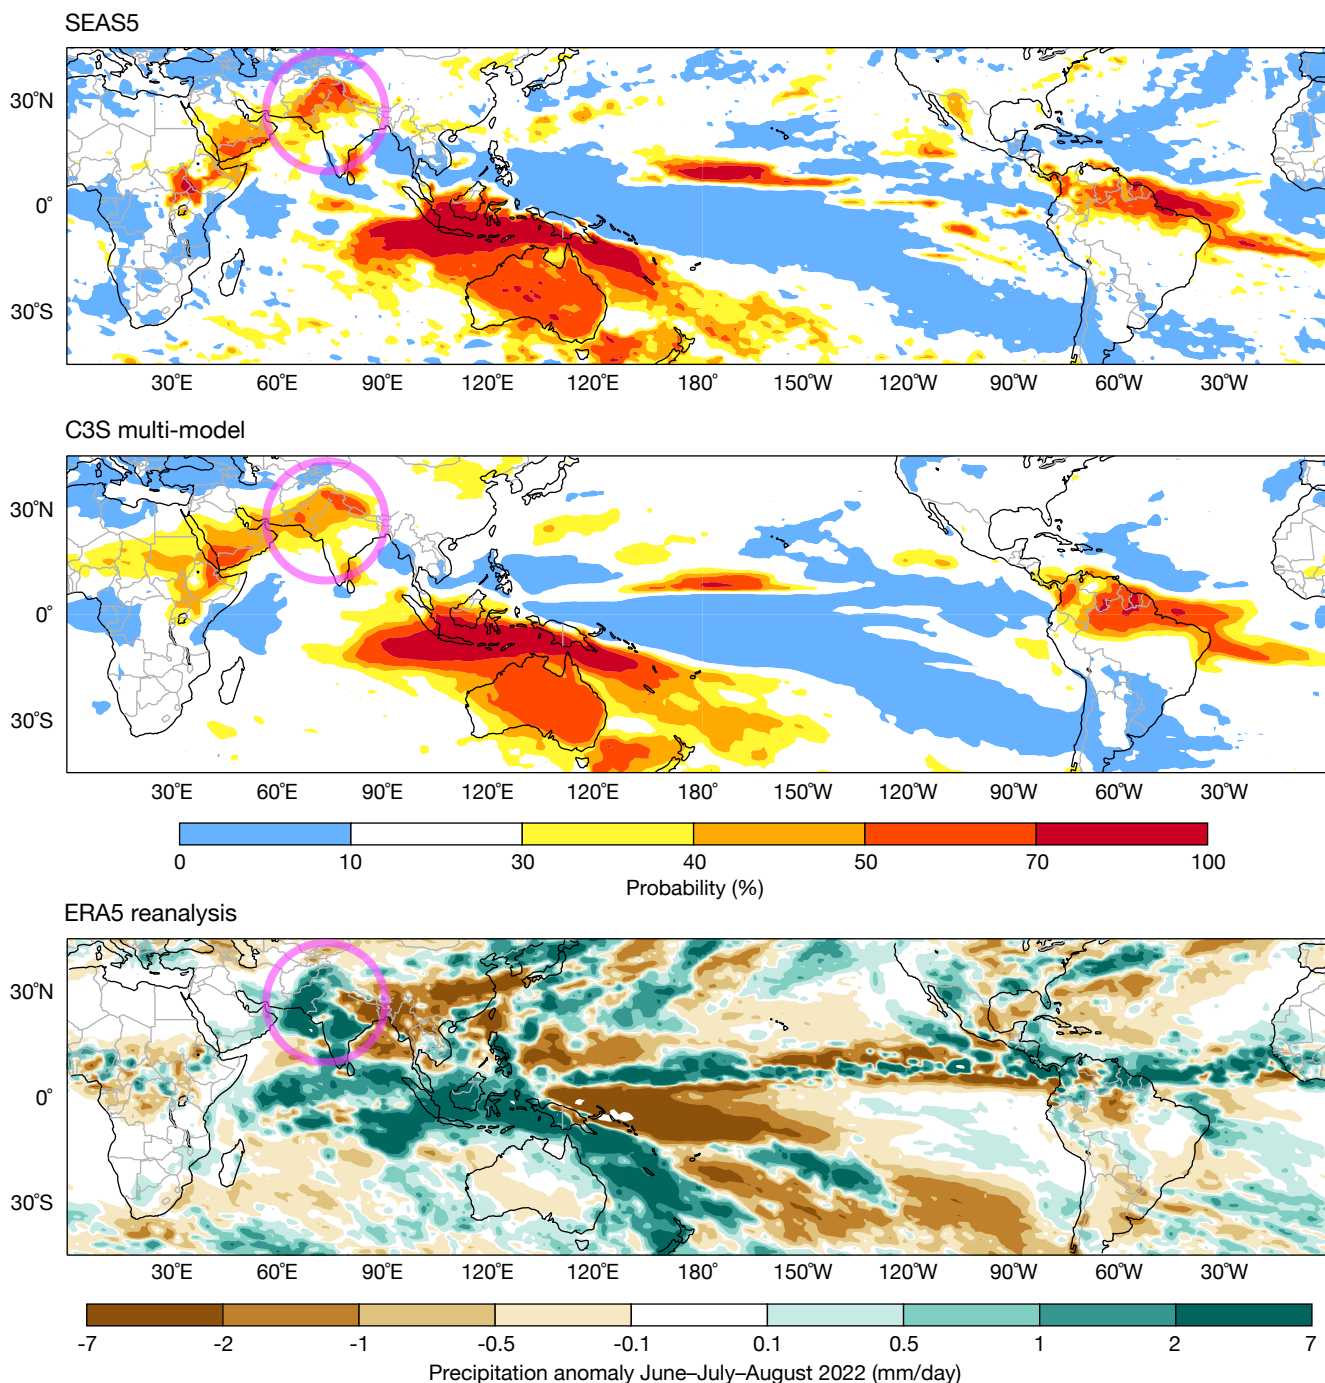 SEAS5
30°N
0°
30°S
30°E 60°E 90°E 120°E 120°E 180° 150°W 120°W 90°W 60°W 30°W
C3S multi-model
30°N
0°
30°S
30°E 60°E 90°E 120°E 120°E 180° 150°W 120°W 90°W 60°W 30°W
0 10 30 40 50 70 100
Probability (%)
ERA5 reanalysis
30°N
0°
30°S
30°E 60°E 90°E 120°E 120°E 180° 150°W 120°W 90°W 60°W 30°W
-7 -2 -1 -0.5 -0.1 0.1 0.5 1 2 7
Precipitation anomaly June–July–August 2022 (mm/day)